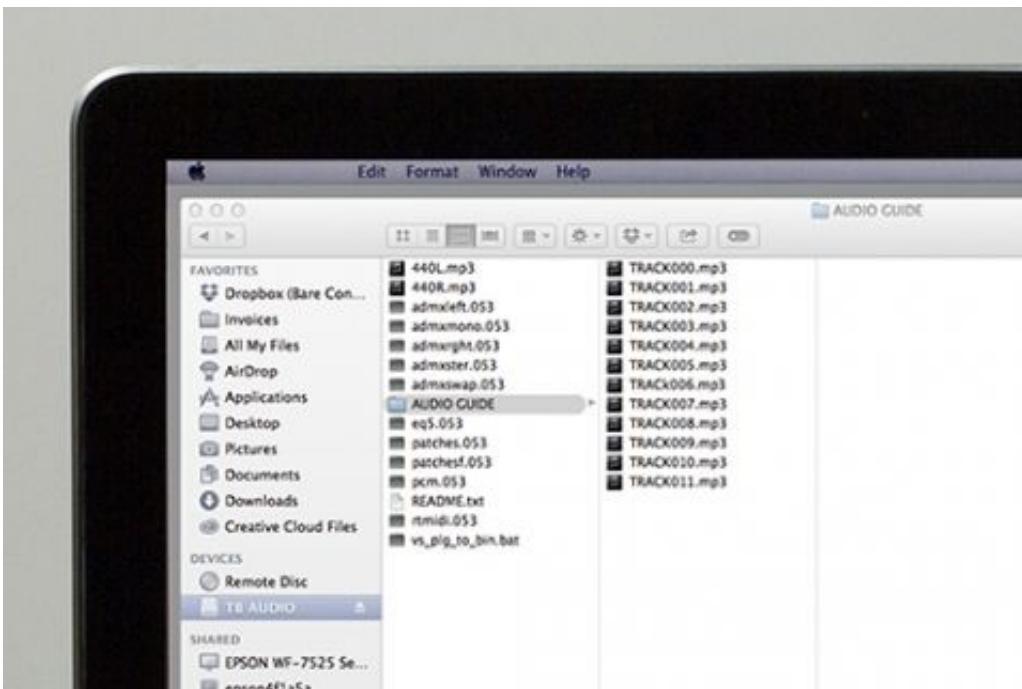 Edit Format Window Help
AUDIO GUIDE
FAVORITES
Dropbox (Bare Con...
Invoices
All My Files
AirDrop
Applications
Desktop
Pictures
Documents
Downloads
Creative Cloud Files
DEVICES
Remote Disc
TB AUDIO
SHARED
EPSON WF-7525 Se...
epson4f1a5a
440L.mp3
440R.mp3
admxleft.053
admxmono.053
admxrght.053
admxster.053
admxswap.053
AUDIO GUIDE
eq5.053
patches.053
patchesf.053
pcm.053
README.txt
rtmidi.053
vs_plg_to_bin.bat
TRACK000.mp3
TRACK001.mp3
TRACK002.mp3
TRACK003.mp3
TRACK004.mp3
TRACK005.mp3
TRACk006.mp3
TRACK007.mp3
TRACK008.mp3
TRACK009.mp3
TRACK010.mp3
TRACK011.mp3